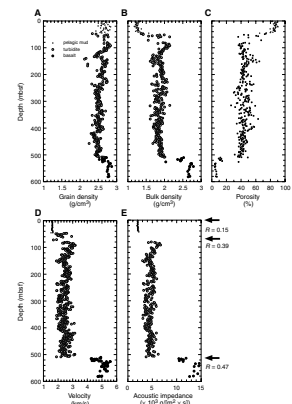 A
B
C
0
100
200
300
400
500
600
Depth (mbsf)
pelagic mud
turbidite
basalt
1 1.5 2 2.5 3
Grain density
(g/cm³)
1 1.5 2 2.5 3
Bulk density
(g/cm³)
0 20 40 60 80 100
Porosity
(%)
D
E
0
100
200
300
400
500
600
Depth (mbsf)
R = 0.15
R = 0.39
R = 0.47
1 2 3 4 5 6
Velocity
(km/s)
0 5 10 15
Acoustic impedance